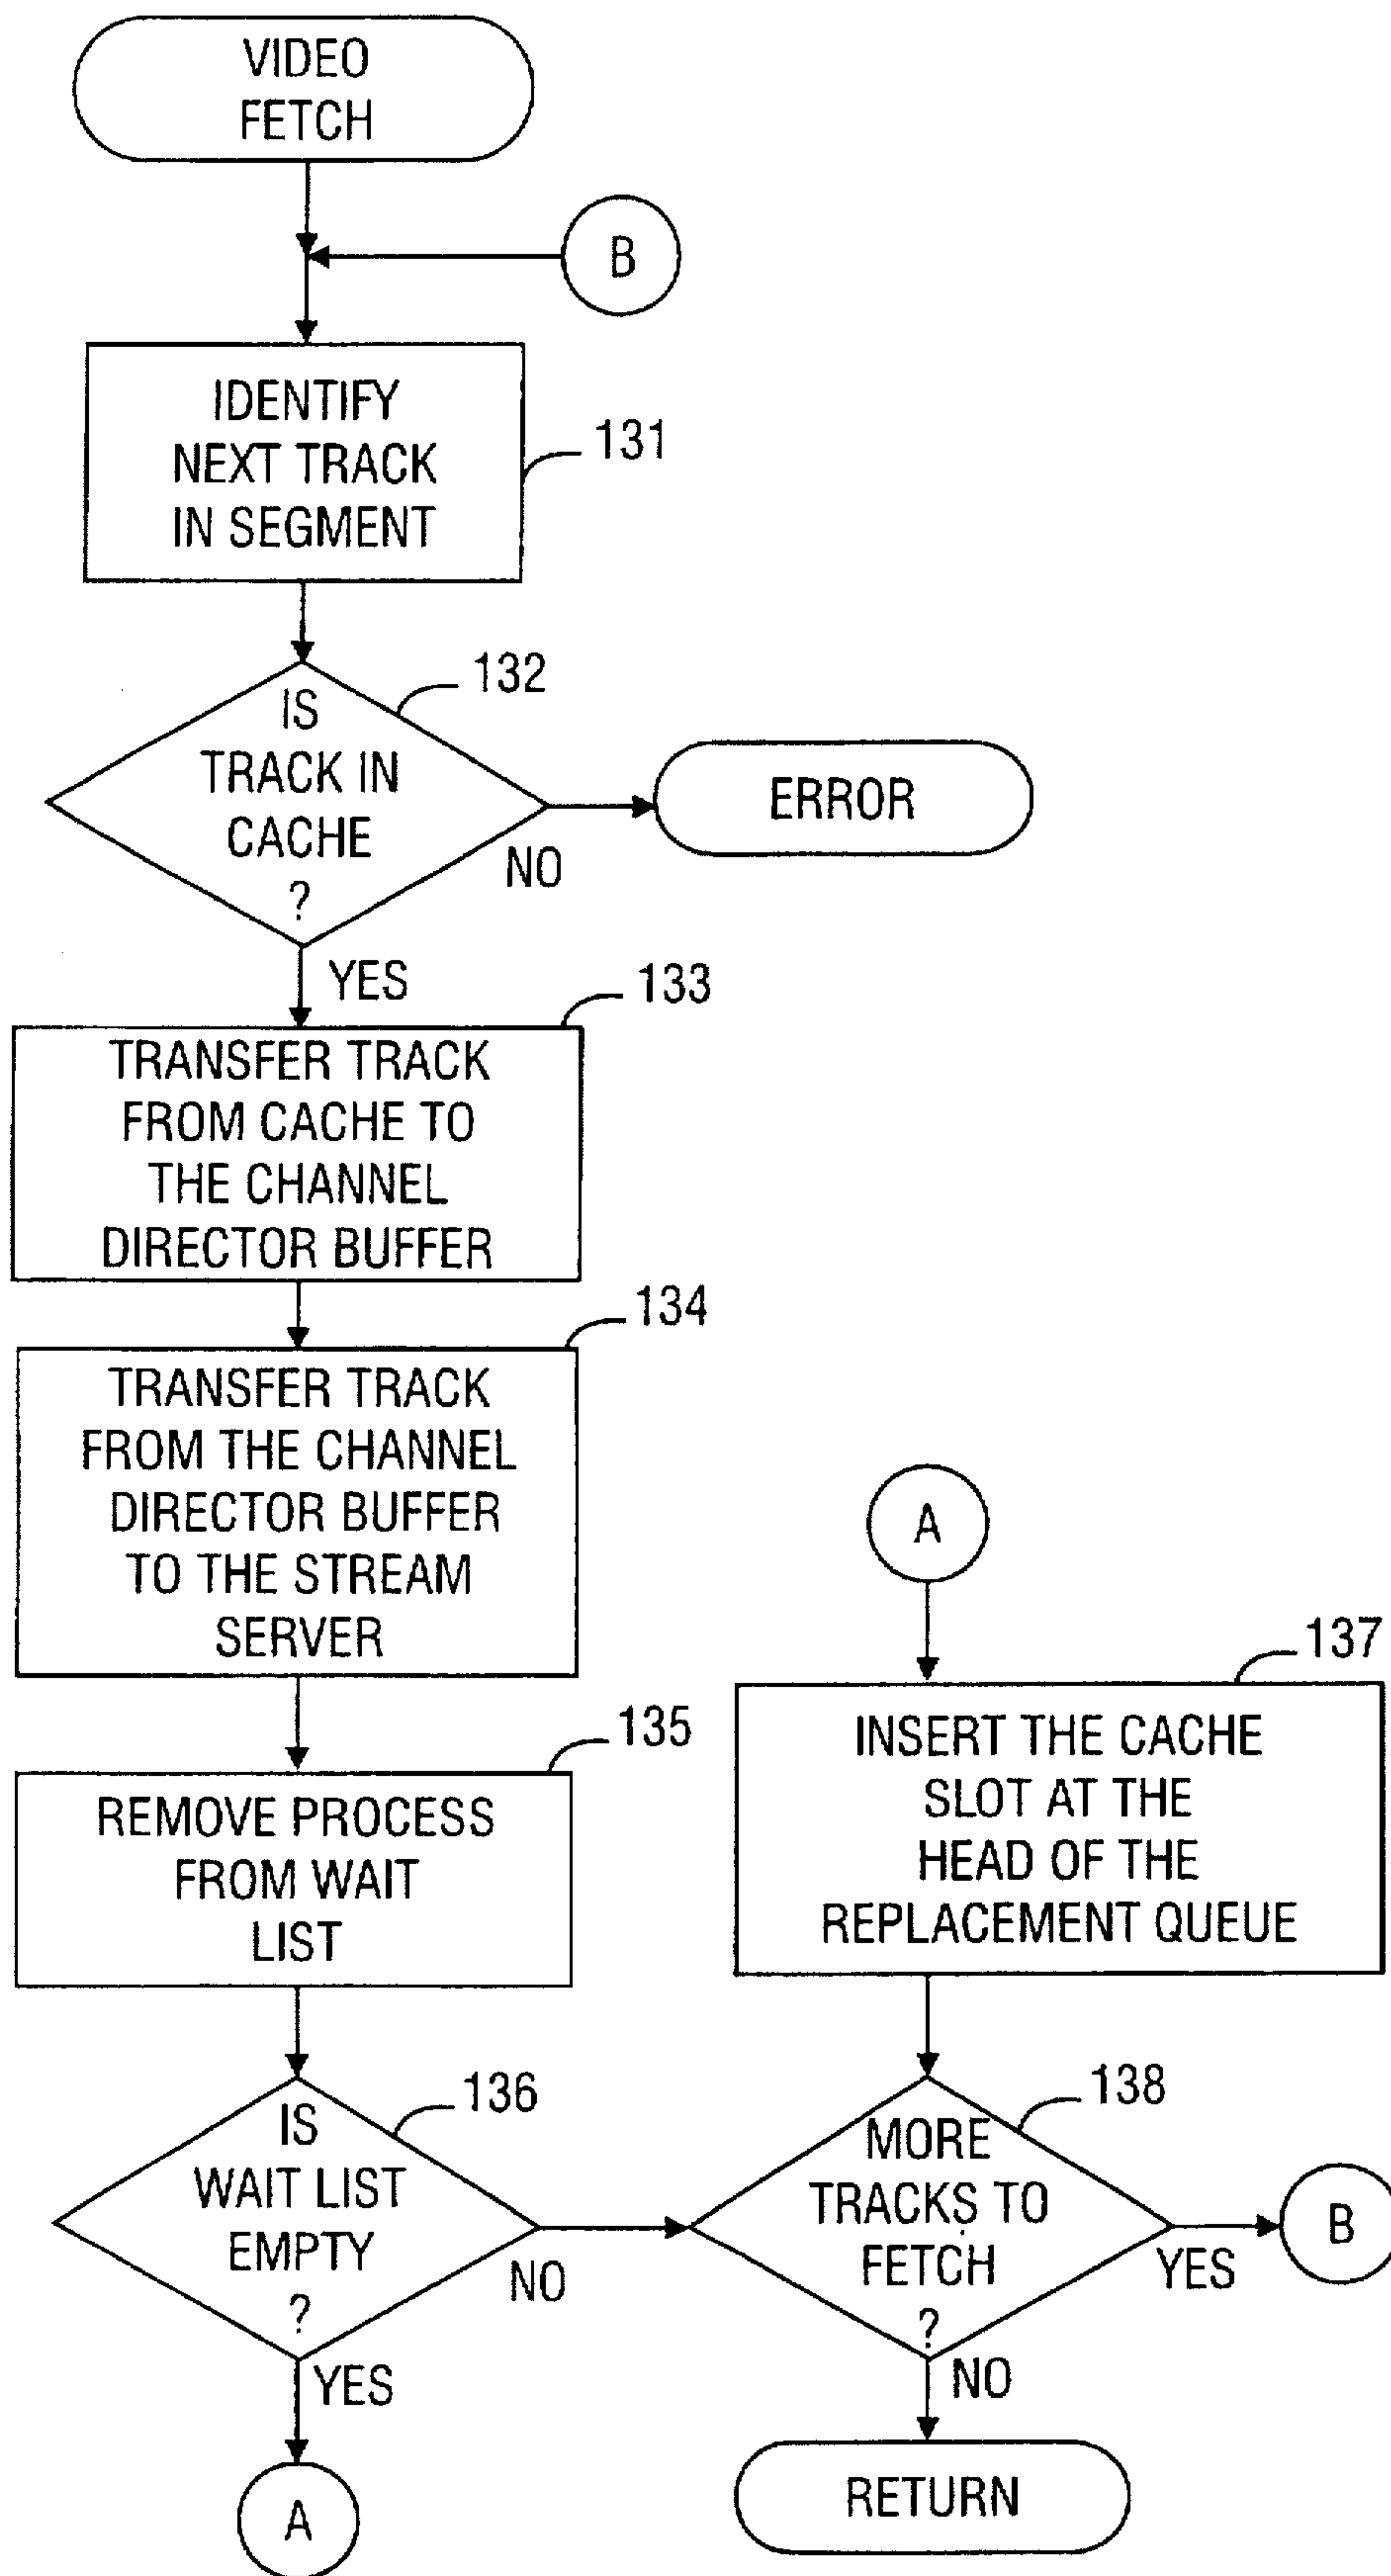 VIDEO
FETCH
B
IDENTIFY
NEXT TRACK
IN SEGMENT
131
132
IS
TRACK IN
CACHE
?
ERROR
NO
YES
133
TRANSFER TRACK
FROM CACHE TO
THE CHANNEL
DIRECTOR BUFFER
134
TRANSFER TRACK
FROM THE CHANNEL
DIRECTOR BUFFER
TO THE STREAM
SERVER
135
REMOVE PROCESS
FROM WAIT
LIST
136
IS
WAIT LIST
EMPTY
?
NO
YES
A
A
137
INSERT THE CACHE
SLOT AT THE
HEAD OF THE
REPLACEMENT QUEUE
138
MORE
TRACKS TO
FETCH
?
YES
B
NO
RETURN